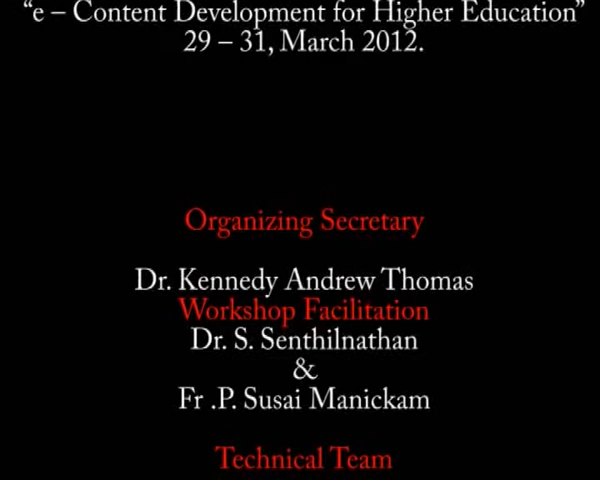 “e – Content Development for Higher Education”
29 – 31, March 2012.
Organizing Secretary
Dr. Kennedy Andrew Thomas
Workshop Facilitation
Dr. S. Senthilnathan
&
Fr .P. Susai Manickam
Technical Team